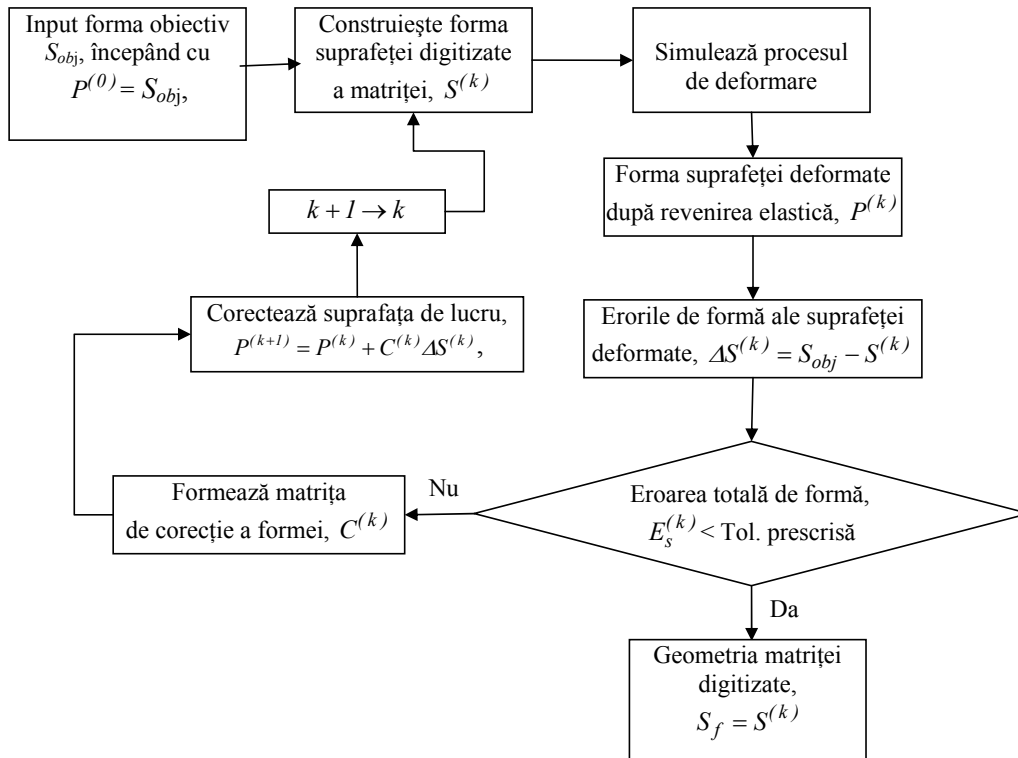 Input forma obiectiv
S_obj, începând cu
P^(0) = S_obj,
Construieşte forma
suprafeței digitizate
a matriței, S^(k)
Simulează procesul
de deformare
Forma suprafeței deformate
după revenirea elastică, P^(k)
k + 1 → k
Corectează suprafața de lucru,
P^(k+1) = P^(k) + C^(k) ΔS^(k),
Erorile de formă ale suprafeței
deformate, ΔS^(k) = S_obj − S^(k)
Formează matrița
de corecție a formei, C^(k)
Nu
Eroarea totală de formă,
E_s^(k) < Tol. prescrisă
Da
Geometria matriței
digitizate,
S_f = S^(k)